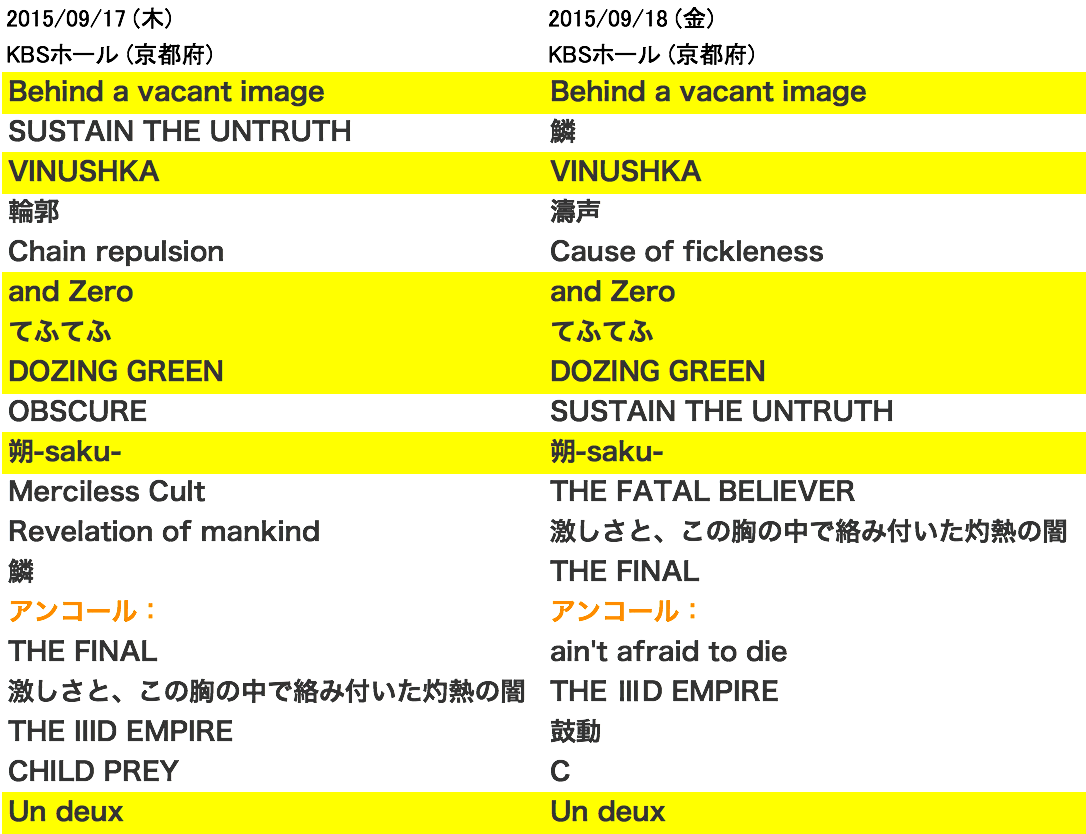 2015/09/17 (木)
KBSホール (京都府)
Behind a vacant image
SUSTAIN THE UNTRUTH
VINUSHKA
輪郭
Chain repulsion
and Zero
てふてふ
DOZING GREEN
OBSCURE
朔-saku-
Merciless Cult
Revelation of mankind
鱗
アンコール：
THE FINAL
激しさと、この胸の中で絡み付いた灼熱の闇
THE IIID EMPIRE
CHILD PREY
Un deux
2015/09/18 (金)
KBSホール (京都府)
Behind a vacant image
鱗
VINUSHKA
濤声
Cause of fickleness
and Zero
てふてふ
DOZING GREEN
SUSTAIN THE UNTRUTH
朔-saku-
THE FATAL BELIEVER
激しさと、この胸の中で絡み付いた灼熱の闇
THE FINAL
アンコール：
ain't afraid to die
THE ⅢD EMPIRE
鼓動
C
Un deux